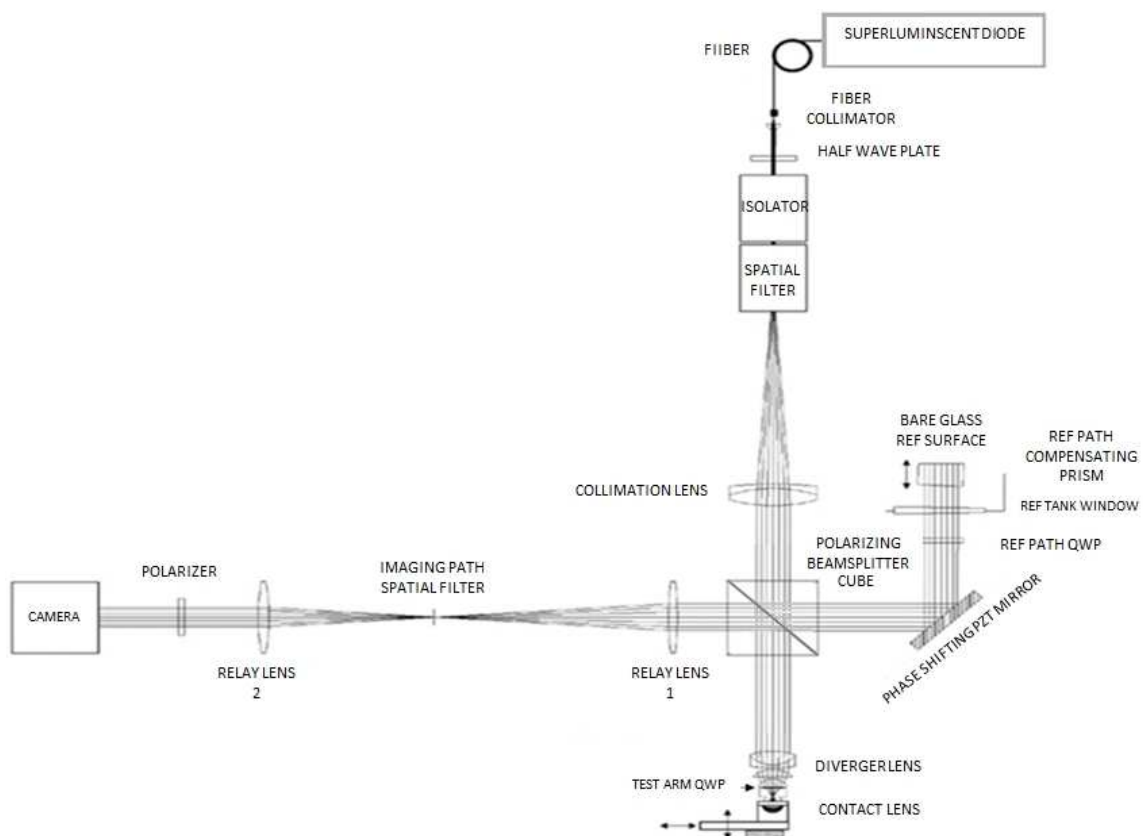 SUPERLUMINSCENT DIODE
FIIBER
FIBER
COLLIMATOR
HALF WAVE PLATE
ISOLATOR
SPATIAL
FILTER
BARE GLASS
REF SURFACE
REF PATH
COMPENSATING
PRISM
COLLIMATION LENS
REF TANK WINDOW
POLARIZING
BEAMSPLITTER
CUBE
REF PATH QWP
IMAGING PATH
SPATIAL FILTER
POLARIZER
CAMERA
PHASE SHIFTING PZT MIRROR
RELAY LENS
2
RELAY LENS
1
DIVERGER LENS
TEST ARM QWP
CONTACT LENS